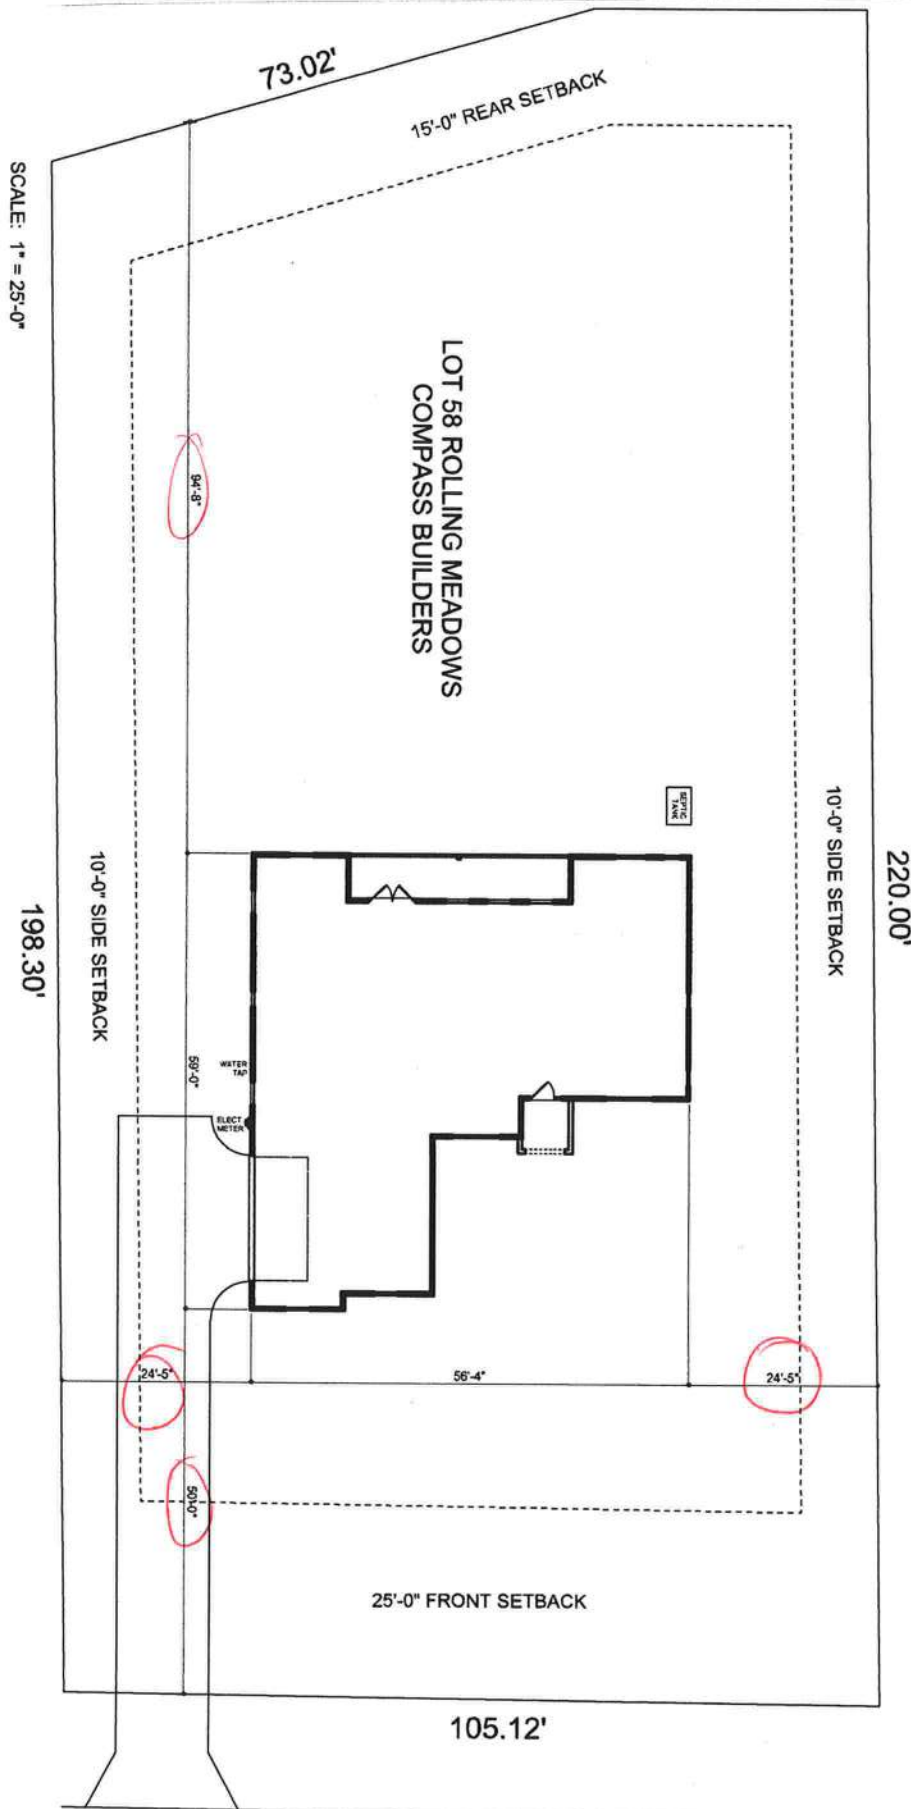 73.02'
15'-0" REAR SETBACK
SCALE: 1" = 25'-0"
LOT 58 ROLLING MEADOWS
COMPASS BUILDERS
94'-8"
SEPTIC
TANK
10'-0" SIDE SETBACK
220.00'
10'-0" SIDE SETBACK
198.30'
59'-0"
WATER
TAP
ELECT
METER
24'-5"
56'-4"
24'-5"
50'-0"
25'-0" FRONT SETBACK
105.12'